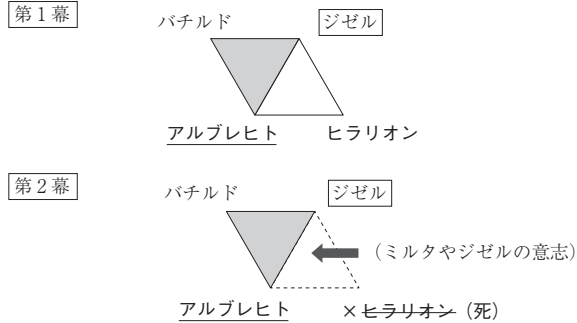 第1幕
バチルド ジゼル
アルブレヒト ヒラリオン
第2幕
バチルド ジゼル
(ミルタやジゼルの意志)
アルブレヒト ×ヒラリオン(死)